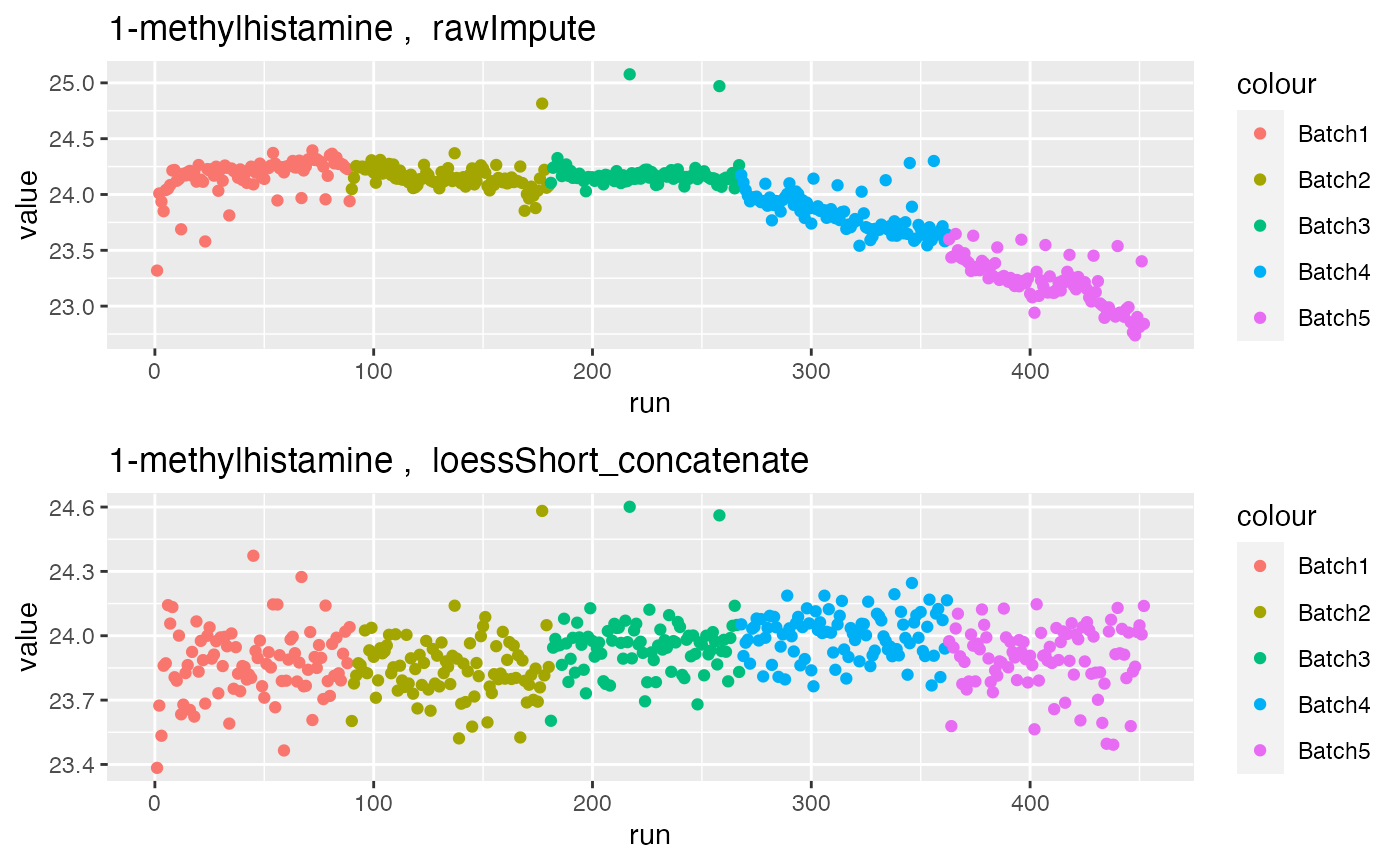 1-methylhistamine ,  rawImpute
value
25.0
24.5
24.0
23.5
23.0
0 100 200 300 400
run
colour
Batch1
Batch2
Batch3
Batch4
Batch5
1-methylhistamine ,  loessShort_concatenate
value
24.6
24.3
24.0
23.7
23.4
0 100 200 300 400
run
colour
Batch1
Batch2
Batch3
Batch4
Batch5